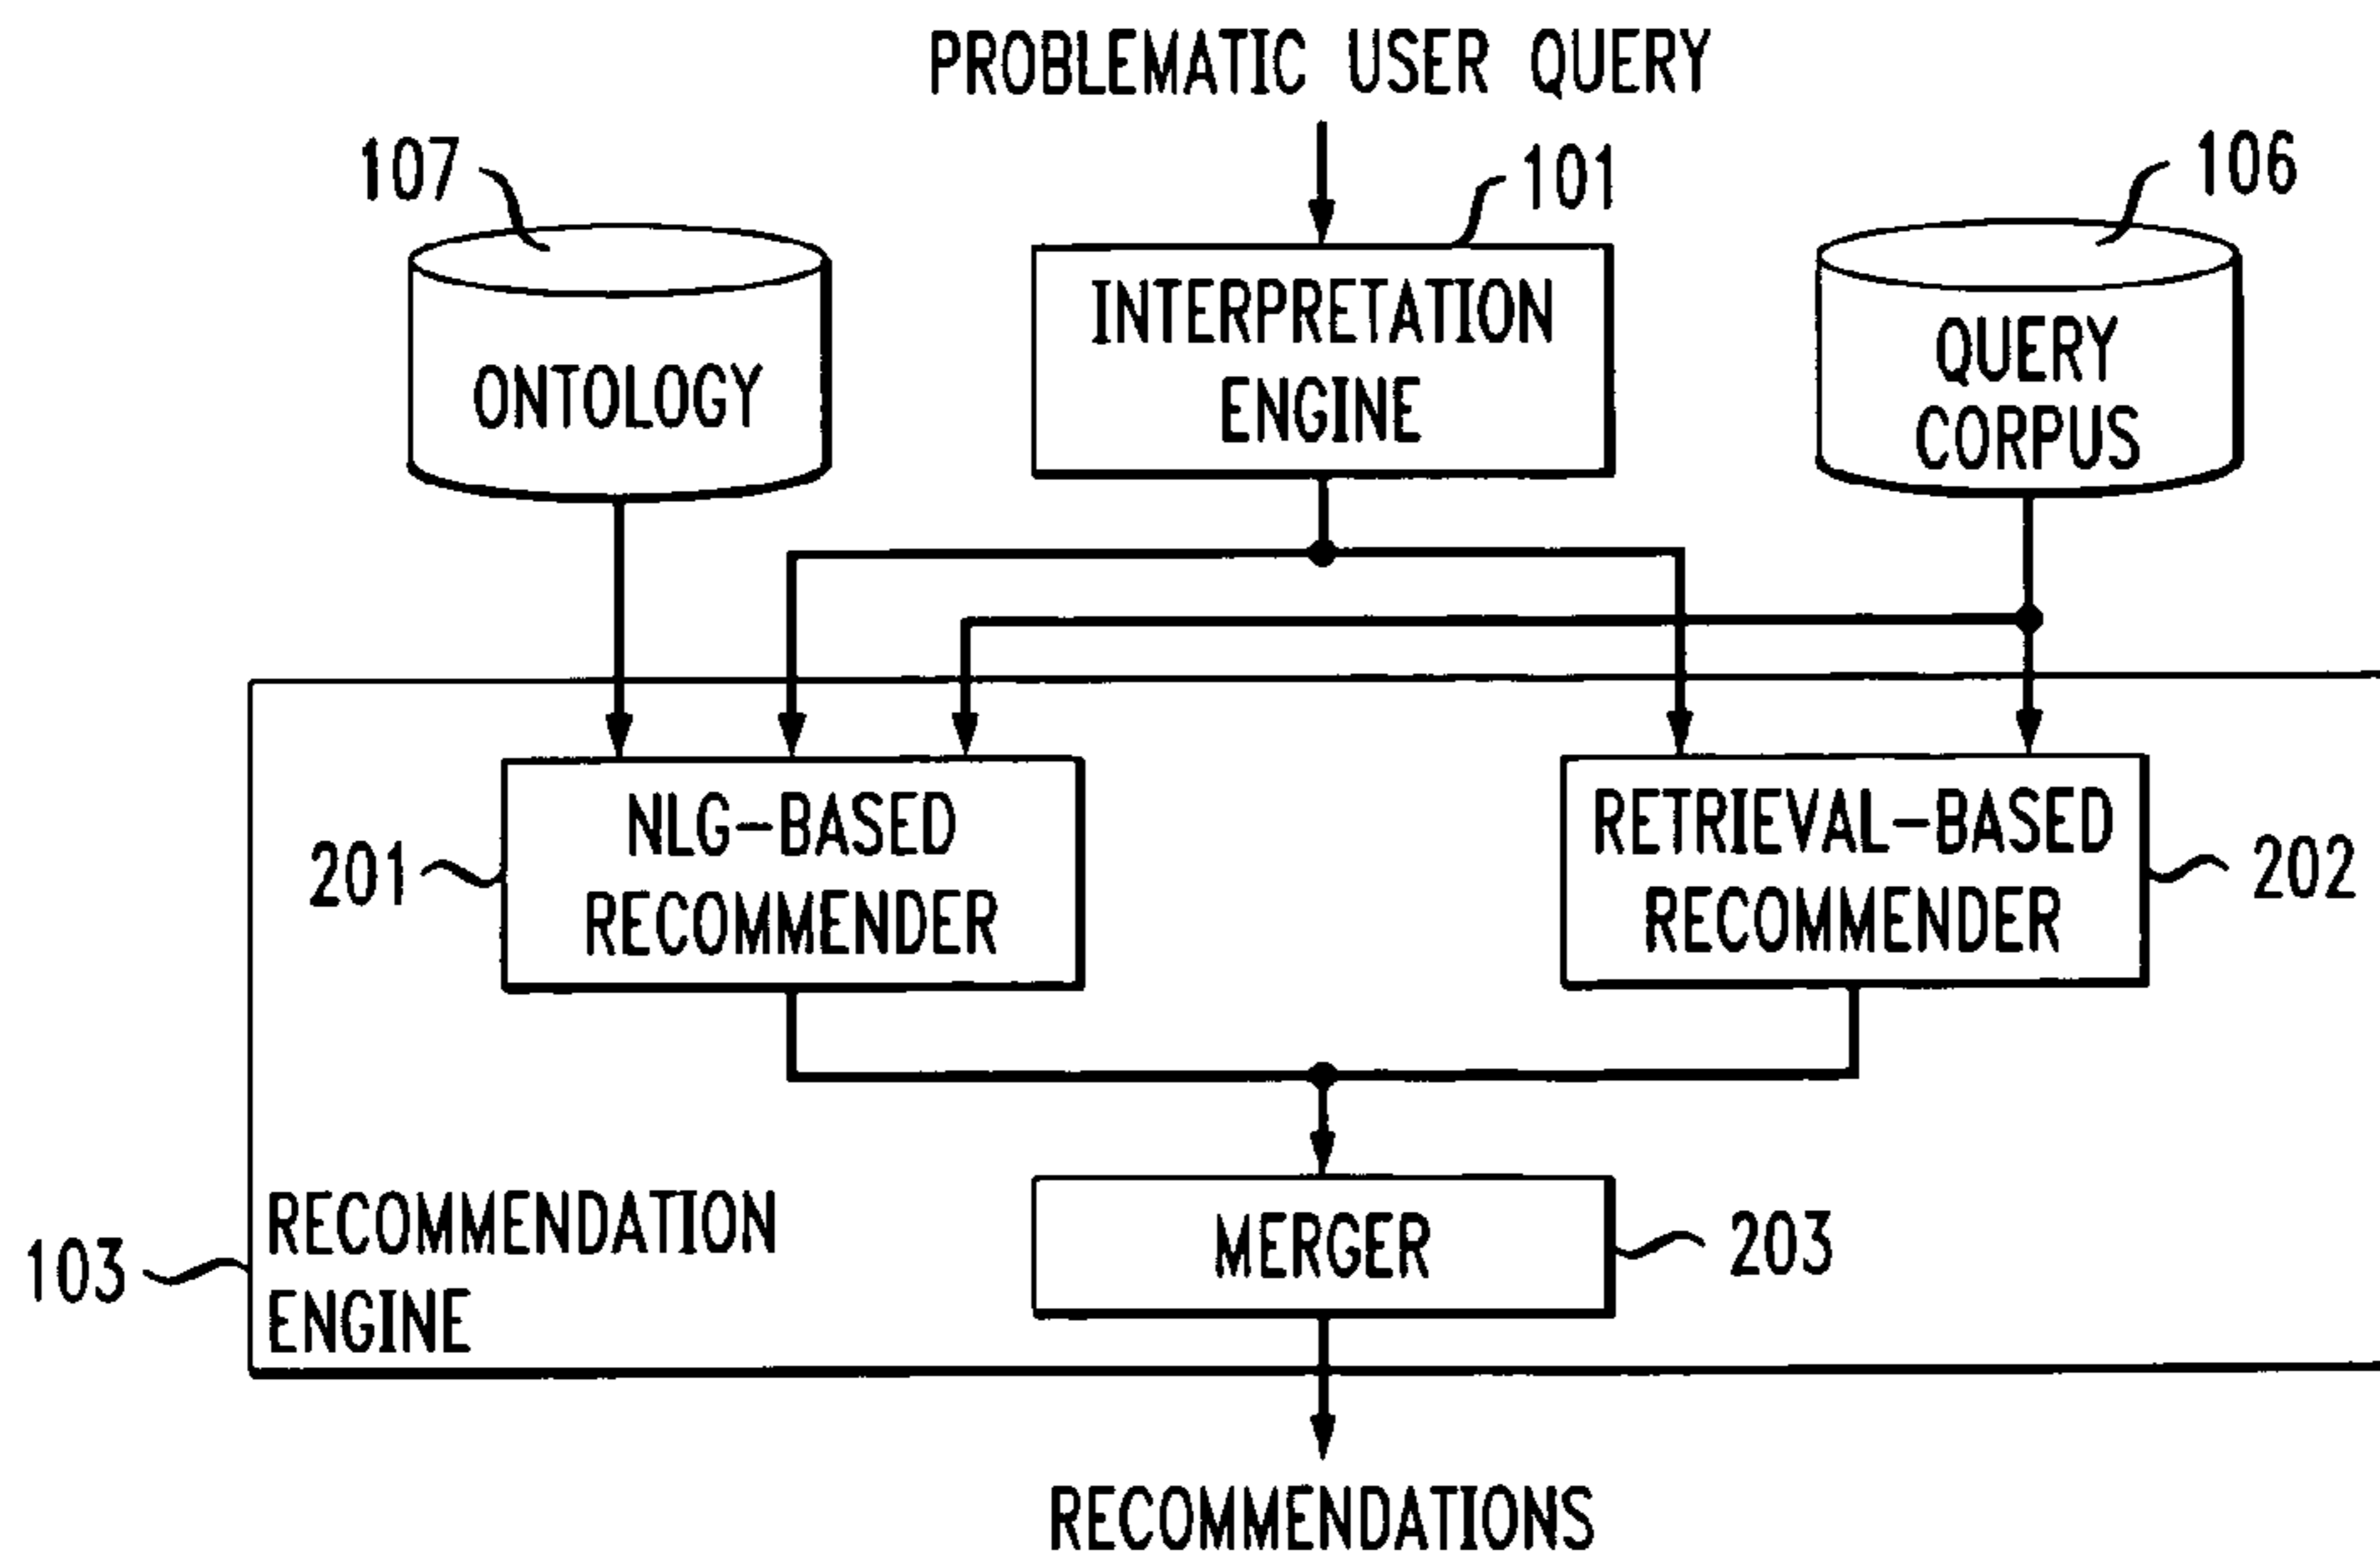 PROBLEMATIC USER QUERY
107
101
106
ONTOLOGY
INTERPRETATION
ENGINE
QUERY
CORPUS
201
NLG-BASED
RECOMMENDER
RETRIEVAL-BASED
RECOMMENDER
202
103
RECOMMENDATION
ENGINE
MERGER
203
RECOMMENDATIONS